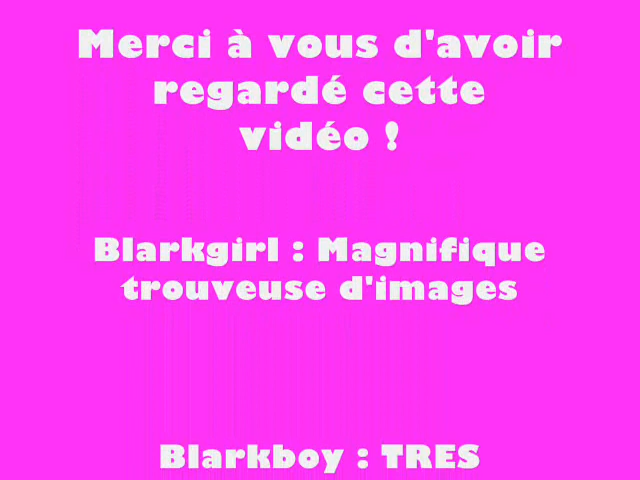 Merci à vous d'avoir
regardé cette
vidéo !
Blarkgirl : Magnifique
trouveuse d'images
Blarkboy : TRES